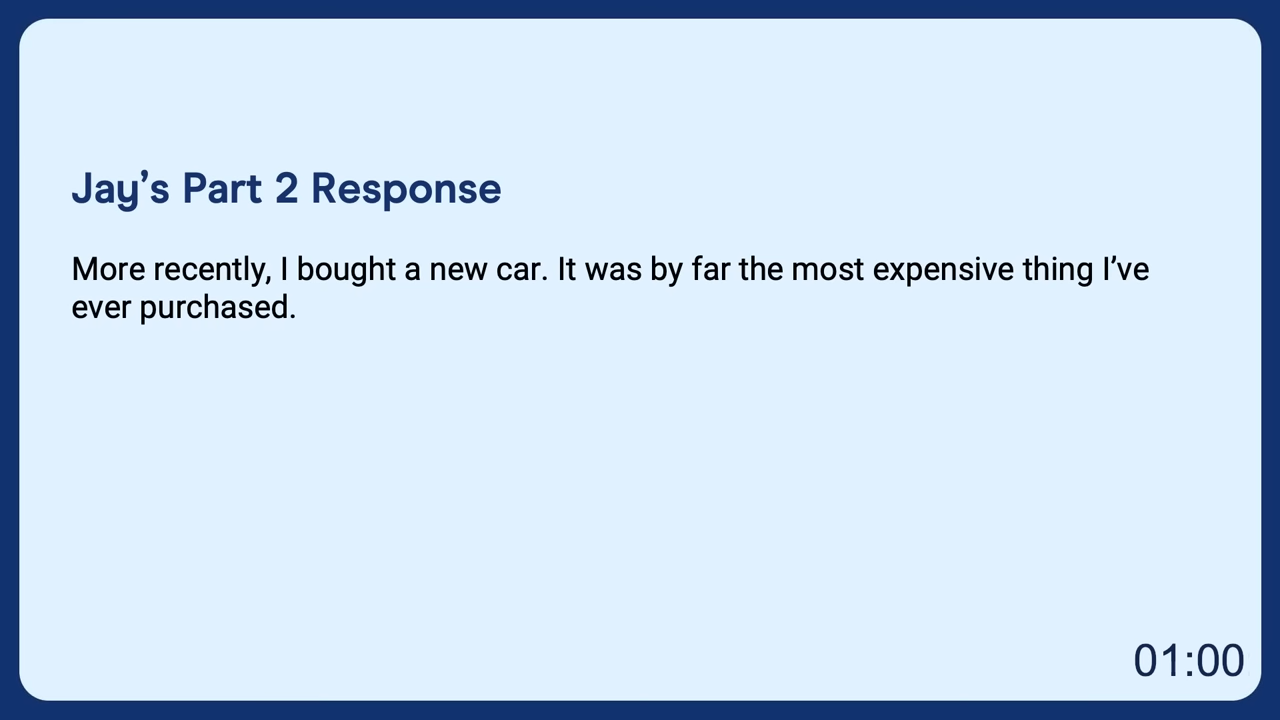 Jay’s Part 2 Response
More recently, I bought a new car. It was by far the most expensive thing I’ve
ever purchased.
01:00